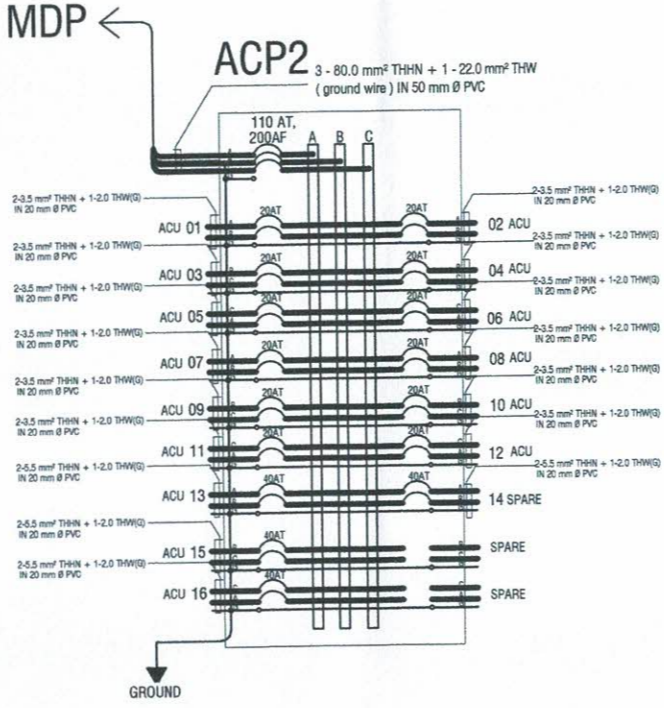 MDP
ACP2
3 - 80.0 mm² THHN + 1 - 22.0 mm² THW
( ground wire ) IN 50 mm Ø PVC
110 AT,
200AF
A B C
2-3.5 mm² THHN + 1-2.0 THW(G)
IN 20 mm Ø PVC
2-3.5 mm² THHN + 1-2.0 THW(G)
IN 20 mm Ø PVC
ACU 01 20AT 20AT 02 ACU
2-3.5 mm² THHN + 1-2.0 THW(G)
IN 20 mm Ø PVC
2-3.5 mm² THHN + 1-2.0 THW(G)
IN 20 mm Ø PVC
ACU 03 20AT 20AT 04 ACU
2-3.5 mm² THHN + 1-2.0 THW(G)
IN 20 mm Ø PVC
2-3.5 mm² THHN + 1-2.0 THW(G)
IN 20 mm Ø PVC
ACU 05 20AT 20AT 06 ACU
2-3.5 mm² THHN + 1-2.0 THW(G)
IN 20 mm Ø PVC
2-3.5 mm² THHN + 1-2.0 THW(G)
IN 20 mm Ø PVC
ACU 07 20AT 20AT 08 ACU
2-3.5 mm² THHN + 1-2.0 THW(G)
IN 20 mm Ø PVC
2-3.5 mm² THHN + 1-2.0 THW(G)
IN 20 mm Ø PVC
ACU 09 20AT 20AT 10 ACU
2-3.5 mm² THHN + 1-2.0 THW(G)
IN 20 mm Ø PVC
2-3.5 mm² THHN + 1-2.0 THW(G)
IN 20 mm Ø PVC
ACU 11 20AT 20AT 12 ACU
2-5.5 mm² THHN + 1-2.0 THW(G)
IN 20 mm Ø PVC
2-5.5 mm² THHN + 1-2.0 THW(G)
IN 20 mm Ø PVC
ACU 13 40AT 40AT 14 SPARE
2-5.5 mm² THHN + 1-2.0 THW(G)
IN 20 mm Ø PVC
ACU 15 40AT SPARE
2-5.5 mm² THHN + 1-2.0 THW(G)
IN 20 mm Ø PVC
ACU 16 40AT SPARE
GROUND